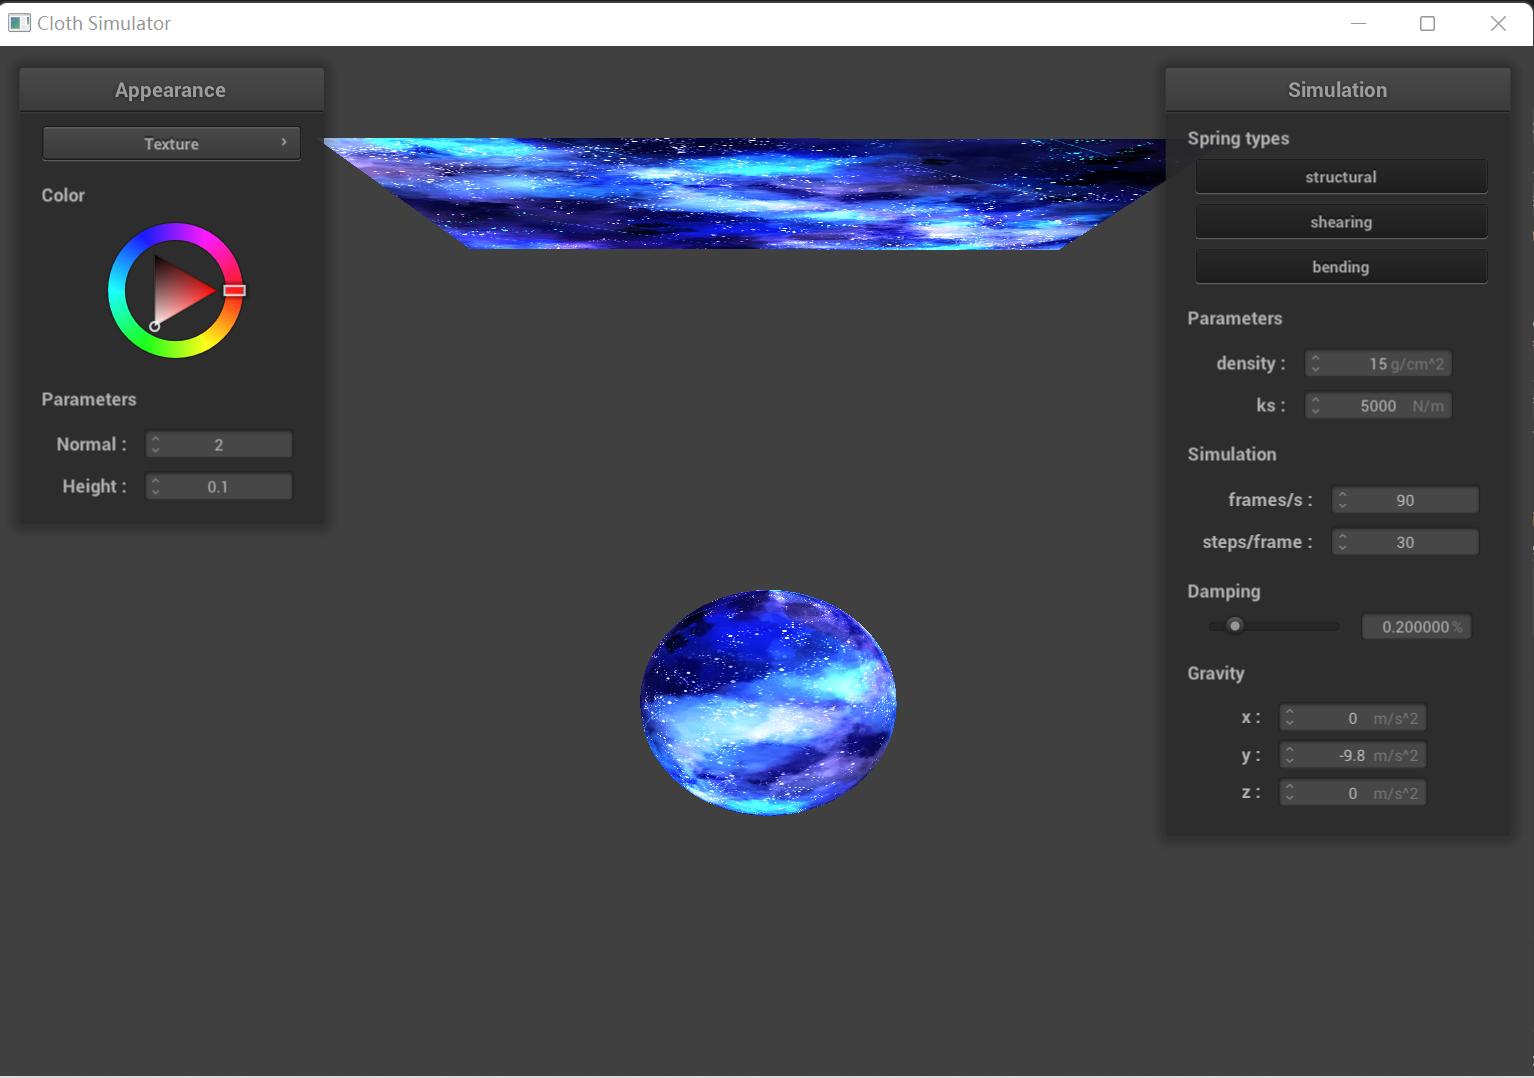 Cloth Simulator
Appearance
Texture
Color
Parameters
Normal : 2
Height : 0.1
Simulation
Spring types
structural
shearing
bending
Parameters
density : 15 g/cm^2
ks : 5000 N/m
Simulation
frames/s : 90
steps/frame : 30
Damping
0.200000 %
Gravity
x : 0 m/s^2
y : -9.8 m/s^2
z : 0 m/s^2